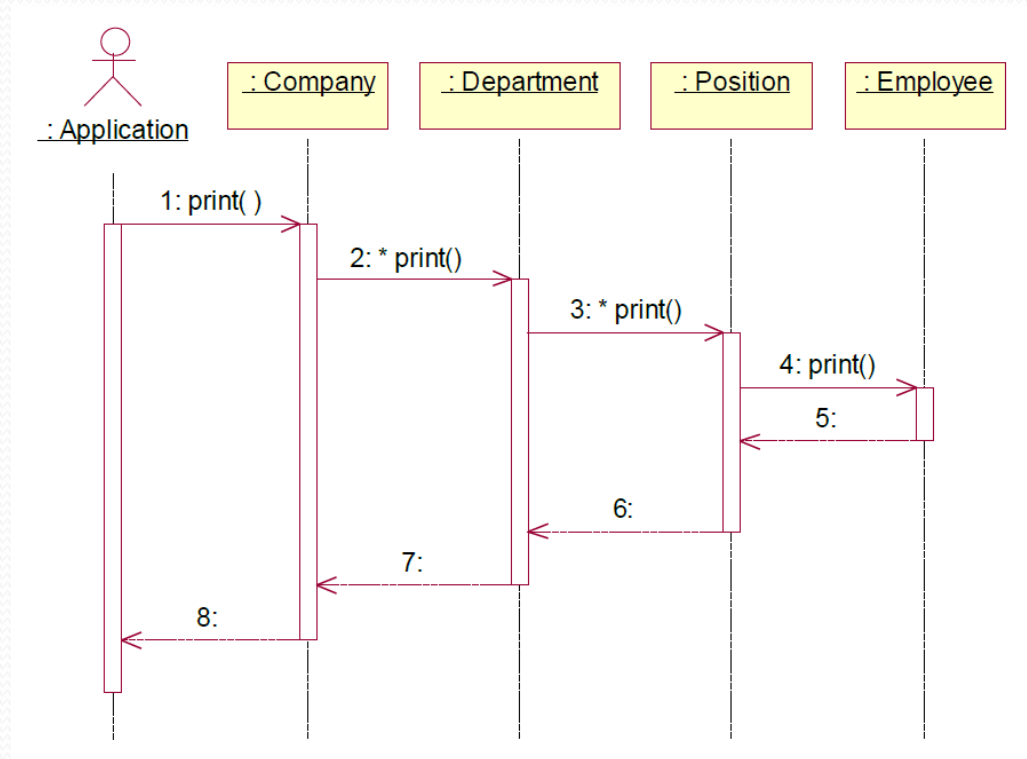 : Application
: Company
: Department
: Position
: Employee
1: print( )
2: * print()
3: * print()
4: print()
5:
6:
7:
8: